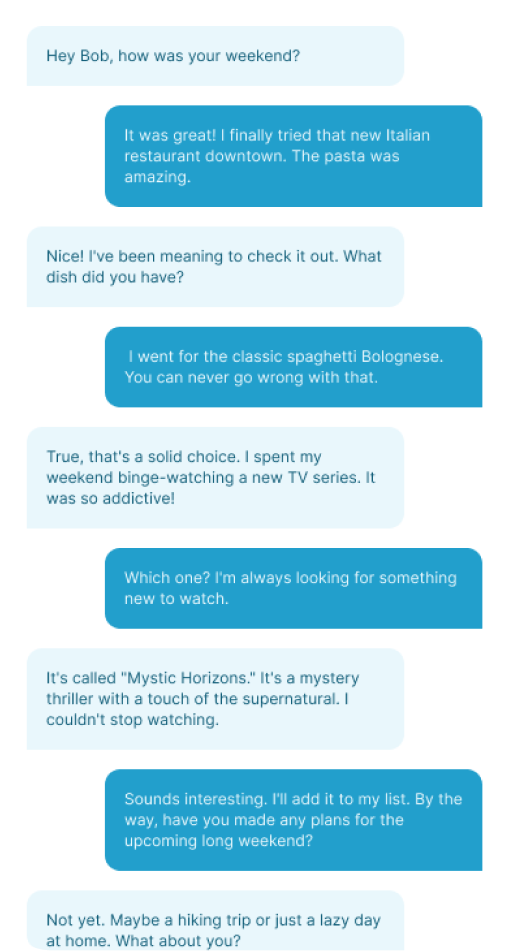 Hey Bob, how was your weekend?
It was great! I finally tried that new Italian
restaurant downtown. The pasta was
amazing.
Nice! I've been meaning to check it out. What
dish did you have?
I went for the classic spaghetti Bolognese.
You can never go wrong with that.
True, that's a solid choice. I spent my
weekend binge-watching a new TV series. It
was so addictive!
Which one? I'm always looking for something
new to watch.
It's called "Mystic Horizons." It's a mystery
thriller with a touch of the supernatural. I
couldn't stop watching.
Sounds interesting. I'll add it to my list. By the
way, have you made any plans for the
upcoming long weekend?
Not yet. Maybe a hiking trip or just a lazy day
at home. What about you?